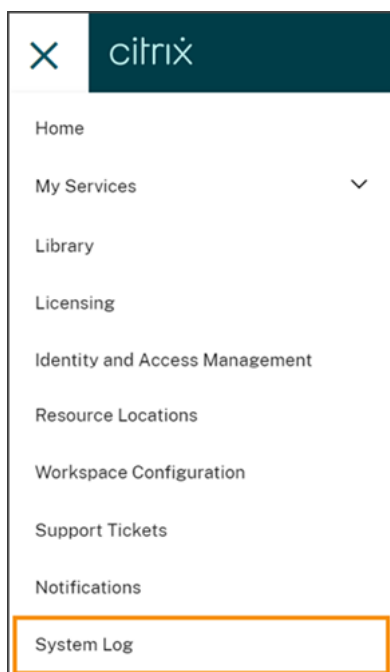 citrix
Home
My Services
Library
Licensing
Identity and Access Management
Resource Locations
Workspace Configuration
Support Tickets
Notifications
System Log